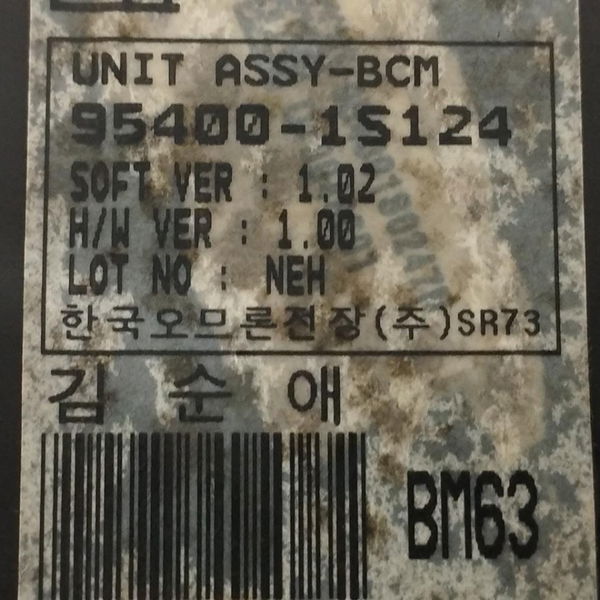 UNIT ASSY-BCM
95400-1S124
SOFT VER : 1.02
H/W VER : 1.00
LOT NO : NEH
한국오므론전장(주)SR73
김 순 애
BM63